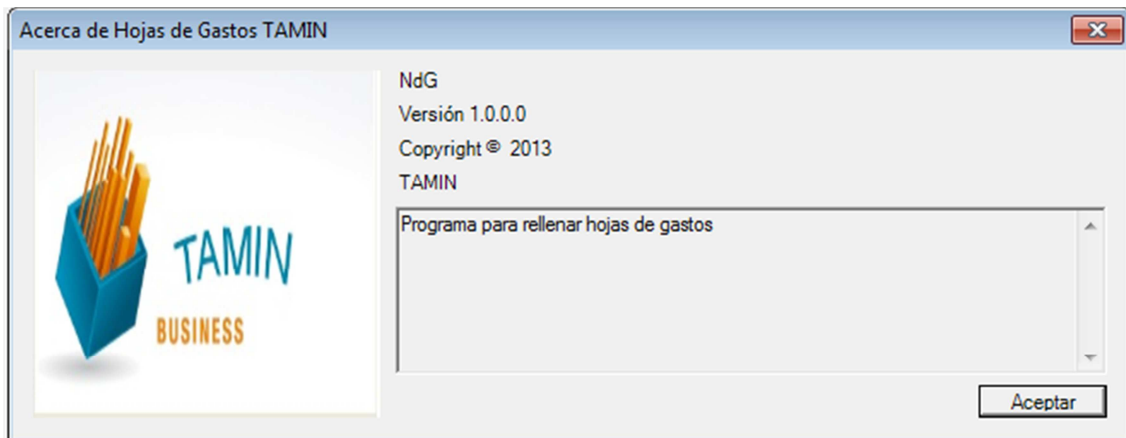 Acerca de Hojas de Gastos TAMIN
NdG
Versión 1.0.0.0
Copyright © 2013
TAMIN
Programa para rellenar hojas de gastos
TAMIN
BUSINESS
Aceptar